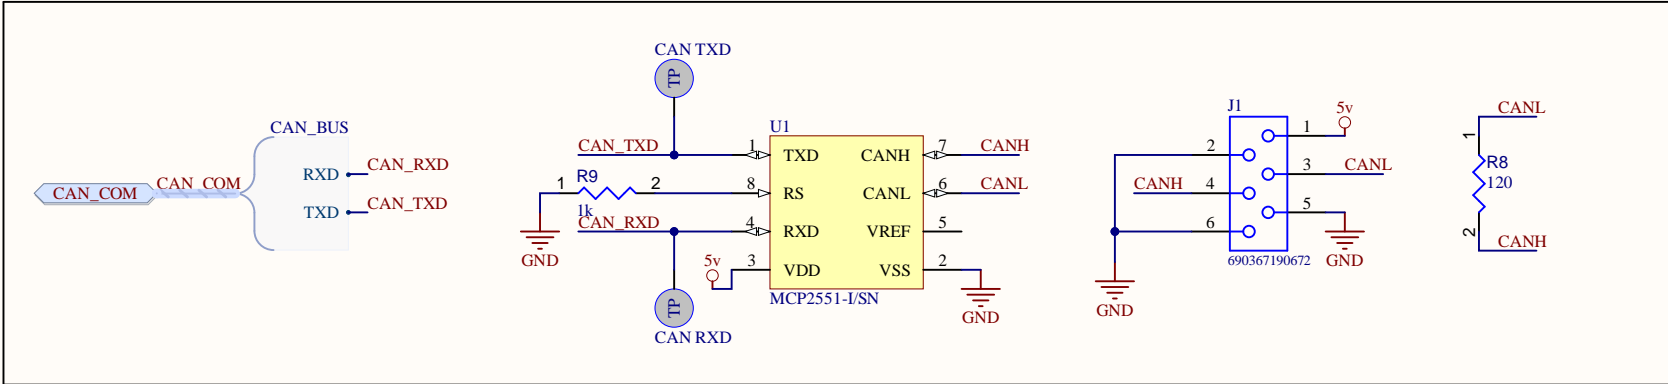 CAN_COM
CAN_COM
CAN_BUS
RXD
CAN_RXD
TXD
CAN_TXD
CAN TXD
TP
CAN_TXD
R9
1
2
1k
GND
CAN_RXD
5v
TP
CAN RXD
U1
1
TXD
CANH
7
CANH
8
RS
CANL
6
CANL
4
RXD
VREF
5
3
VDD
VSS
2
MCP2551-I/SN
GND
J1
5v
1
2
3
CANL
CANH
4
5
6
690367190672
GND
GND
CANL
1
R8
120
2
CANH